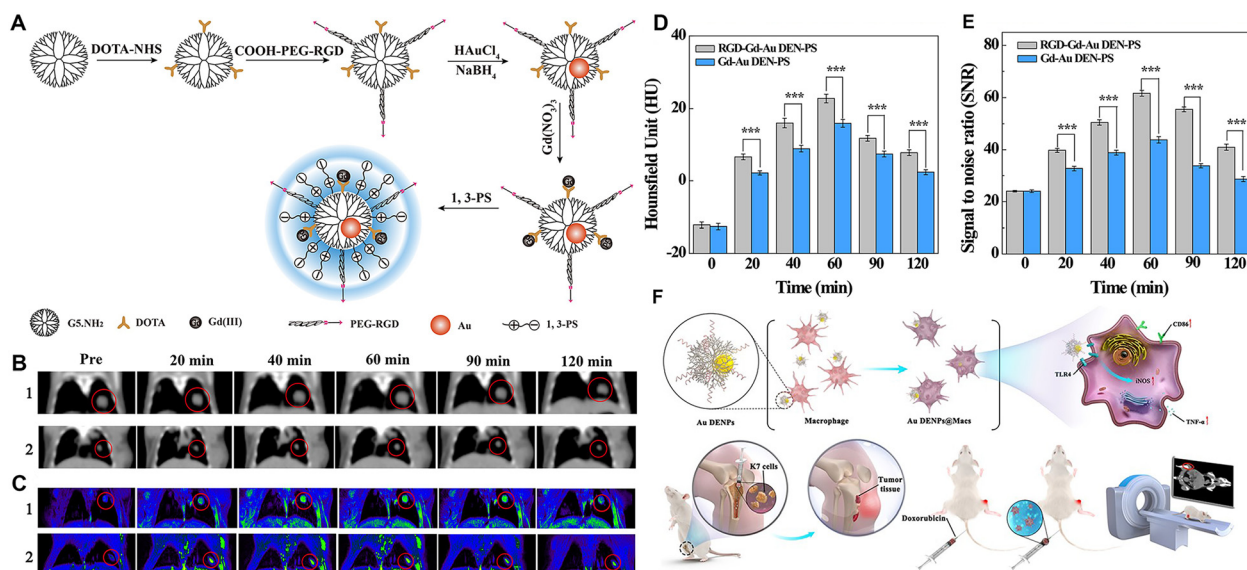 A
DOTA-NHS
COOH-PEG-RGD
HAuCl4
NaBH4
Gd(NO3)3
1, 3-PS
G5.NH2
DOTA
Gd(III)
PEG-RGD
Au
1, 3-PS
B
Pre
20 min
40 min
60 min
90 min
120 min
1
2
C
1
2
D
RGD-Gd-Au DEN-PS
Gd-Au DEN-PS
Hounsfield Unit (HU)
40
20
0
-20
***
***
***
***
***
0
20
40
60
90
120
Time (min)
E
RGD-Gd-Au DEN-PS
Gd-Au DEN-PS
Signal to noise ratio (SNR)
80
60
40
20
0
***
***
***
***
***
0
20
40
60
90
120
Time (min)
F
Au DENPs
Macrophage
Au DENPs@Macs
CD86↑
TLR4
iNOS↑
TNF-α↑
K7 cells
Tumor
tissue
Doxorubicin